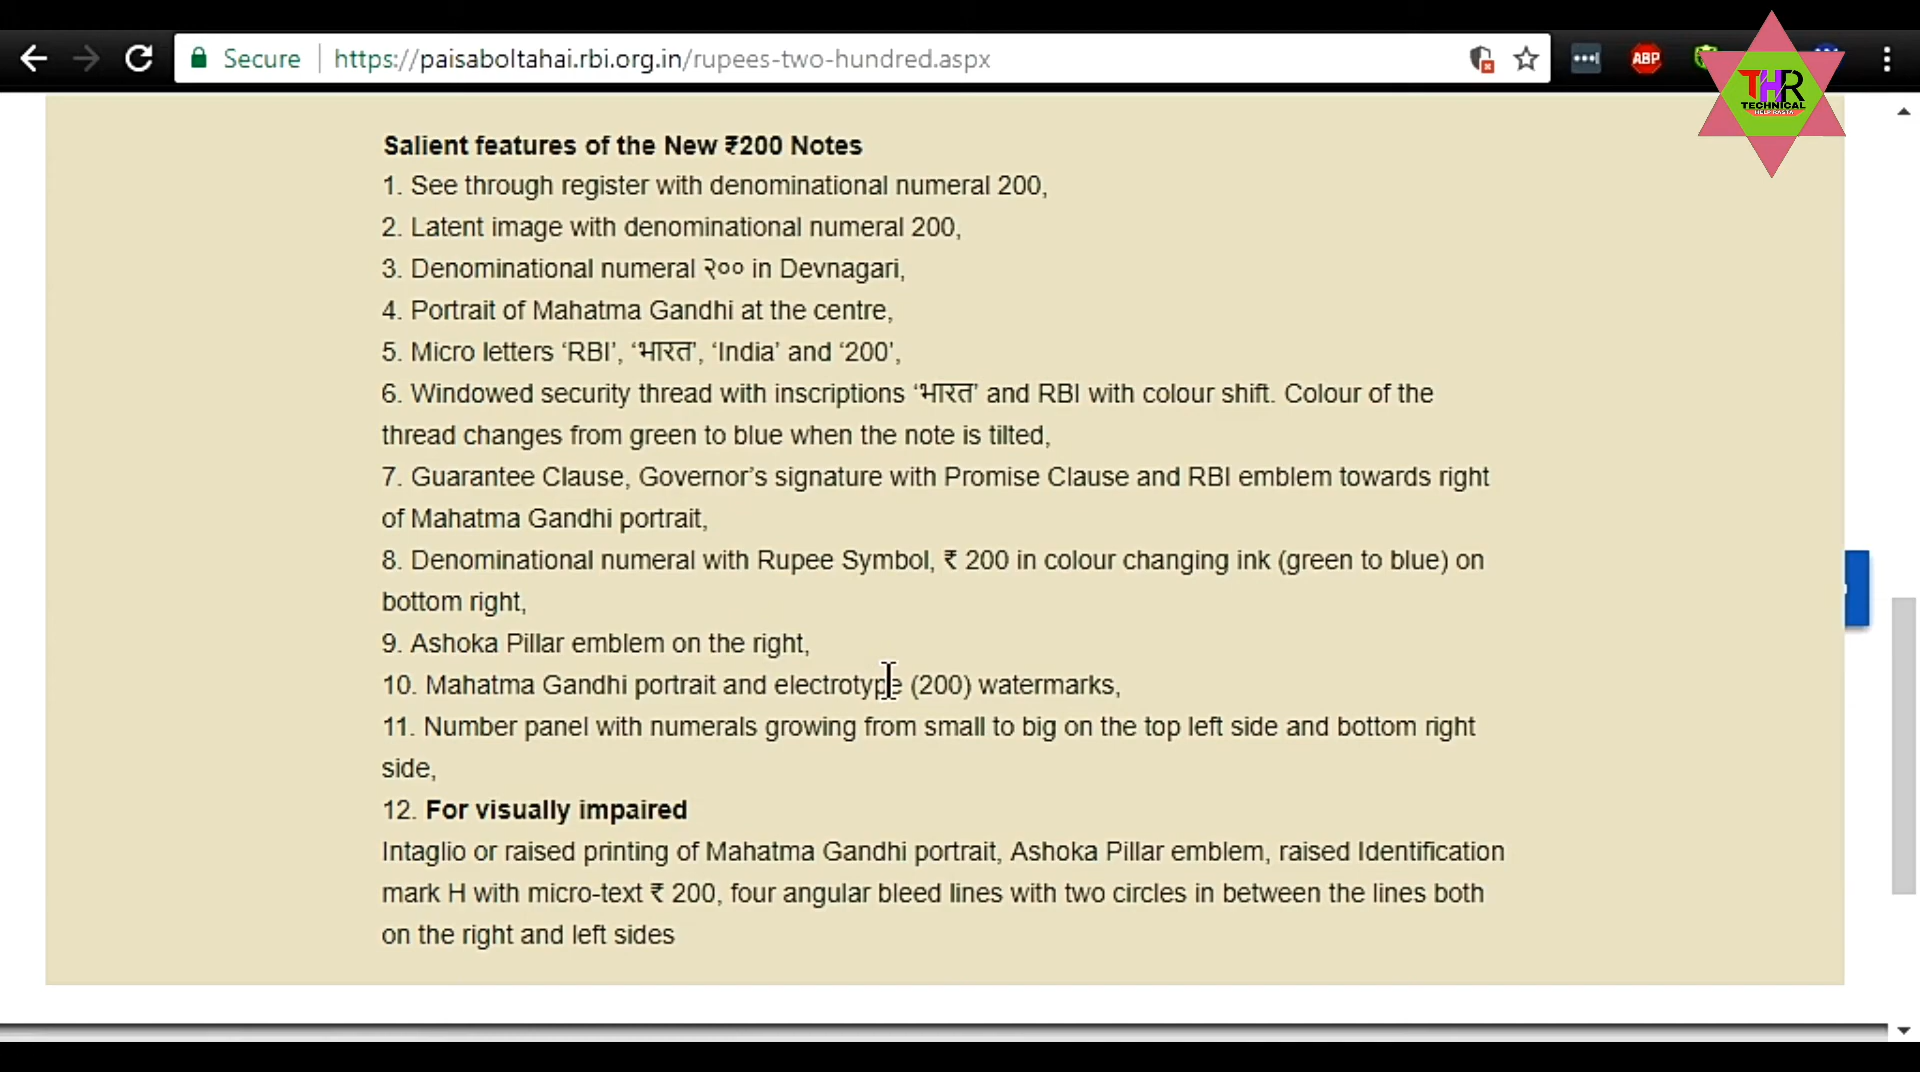 Secure
https://paisaboltahai.rbi.org.in/rupees-two-hundred.aspx
ABP
THR
TECHNICAL
HELP RASTA
Salient features of the New ₹200 Notes
1. See through register with denominational numeral 200,
2. Latent image with denominational numeral 200,
3. Denominational numeral २०० in Devnagari,
4. Portrait of Mahatma Gandhi at the centre,
5. Micro letters ‘RBI’, ‘भारत’, ‘India’ and ‘200’,
6. Windowed security thread with inscriptions ‘भारत’ and RBI with colour shift. Colour of the
thread changes from green to blue when the note is tilted,
7. Guarantee Clause, Governor’s signature with Promise Clause and RBI emblem towards right
of Mahatma Gandhi portrait,
8. Denominational numeral with Rupee Symbol, ₹ 200 in colour changing ink (green to blue) on
bottom right,
9. Ashoka Pillar emblem on the right,
10. Mahatma Gandhi portrait and electrotype (200) watermarks,
11. Number panel with numerals growing from small to big on the top left side and bottom right
side,
12. For visually impaired
Intaglio or raised printing of Mahatma Gandhi portrait, Ashoka Pillar emblem, raised Identification
mark H with micro-text ₹ 200, four angular bleed lines with two circles in between the lines both
on the right and left sides